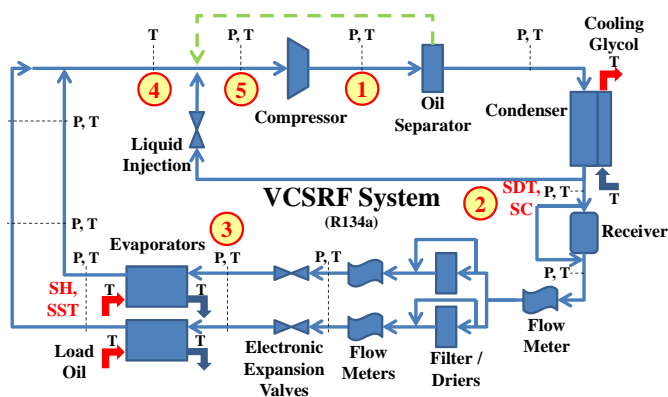 Cooling
Glycol
T
T
P, T
P, T
P, T
4
5
1
Compressor
Oil
Separator
Condenser
P, T
Liquid
Injection
VCSRF System
(R134a)
2
SDT,
SC
P, T
T
P, T
Evaporators
3
Receiver
SH,
SST
T
T
P, T
P, T
P, T
P, T
T
T
Load
Oil
Electronic
Expansion
Valves
Flow
Meters
Filter /
Driers
Flow
Meter